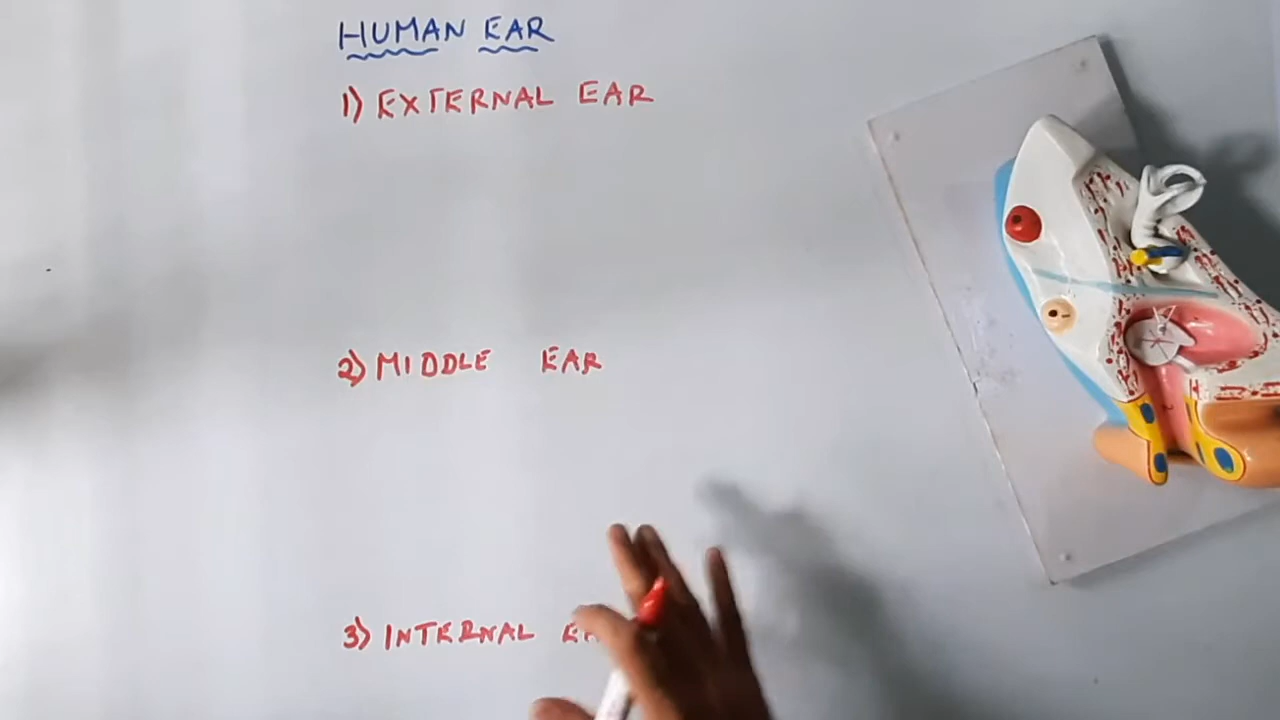 HUMAN EAR
1) EXTERNAL EAR
2) MIDDLE EAR
3) INTERNAL